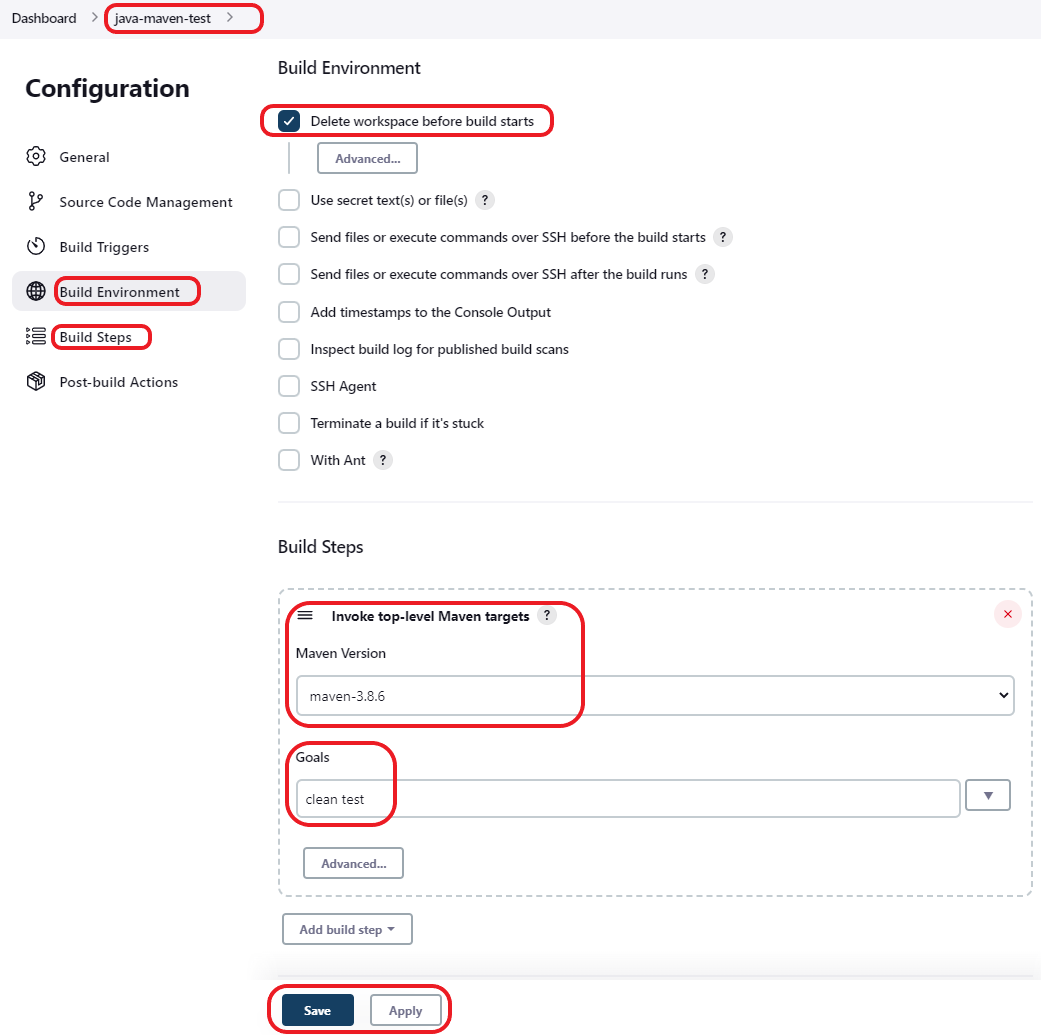 Dashboard > java-maven-test >
Configuration
General
Source Code Management
Build Triggers
Build Environment
Build Steps
Post-build Actions
Build Environment
Delete workspace before build starts
Advanced...
Use secret text(s) or file(s) ?
Send files or execute commands over SSH before the build starts ?
Send files or execute commands over SSH after the build runs ?
Add timestamps to the Console Output
Inspect build log for published build scans
SSH Agent
Terminate a build if it's stuck
With Ant ?
Build Steps
Invoke top-level Maven targets ?
Maven Version
maven-3.8.6
Goals
clean test
Advanced...
Add build step
Save Apply